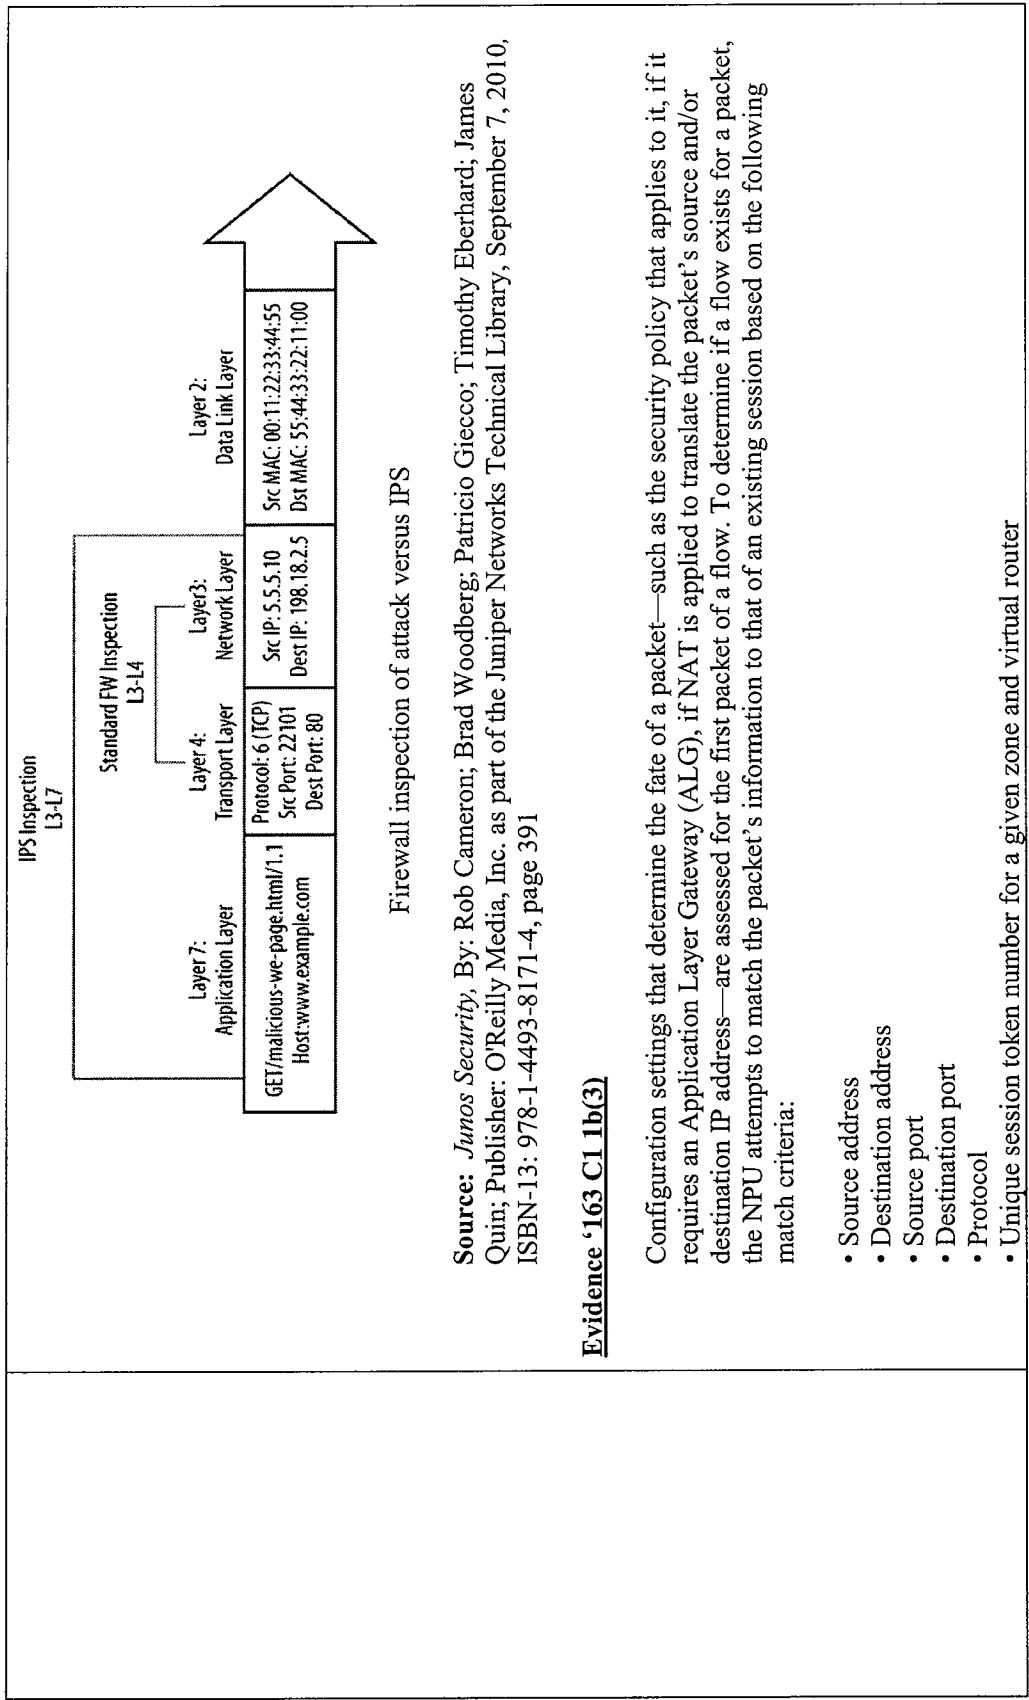 IPS Inspection
L3-L7
Standard FW Inspection
L3-L4
Layer 7:
Application Layer
Layer 4:
Transport Layer
Layer3:
Network Layer
Layer 2:
Data Link Layer
GET/malicious-we-page.html/1.1
Host:www.example.com
Protocol: 6 (TCP)
Src Port: 22101
Dest Port: 80
Src IP: 5.5.5.10
Dest IP: 198.18.2.5
Src MAC: 00:11:22:33:44:55
Dst MAC: 55:44:33:22:11:00
Firewall inspection of attack versus IPS
Source: Junos Security, By: Rob Cameron; Brad Woodberg; Patricio Giecco; Timothy Eberhard; James
Quin; Publisher: O'Reilly Media, Inc. as part of the Juniper Networks Technical Library, September 7, 2010,
ISBN-13: 978-1-4493-8171-4, page 391
Evidence '163 C1 1b(3)
Configuration settings that determine the fate of a packet—such as the security policy that applies to it, if it
requires an Application Layer Gateway (ALG), if NAT is applied to translate the packet's source and/or
destination IP address—are assessed for the first packet of a flow. To determine if a flow exists for a packet,
the NPU attempts to match the packet's information to that of an existing session based on the following
match criteria:
• Source address
• Destination address
• Source port
• Destination port
• Protocol
• Unique session token number for a given zone and virtual router